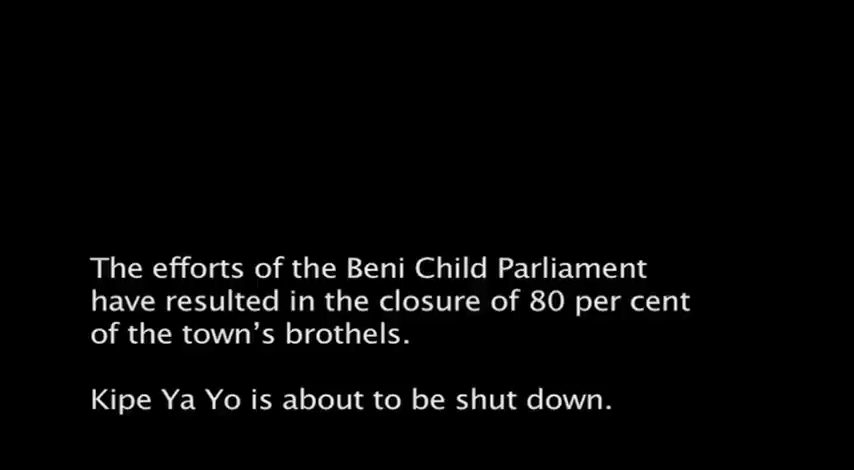 The efforts of the Beni Child Parliament
have resulted in the closure of 80 per cent
of the town’s brothels.
Kipe Ya Yo is about to be shut down.